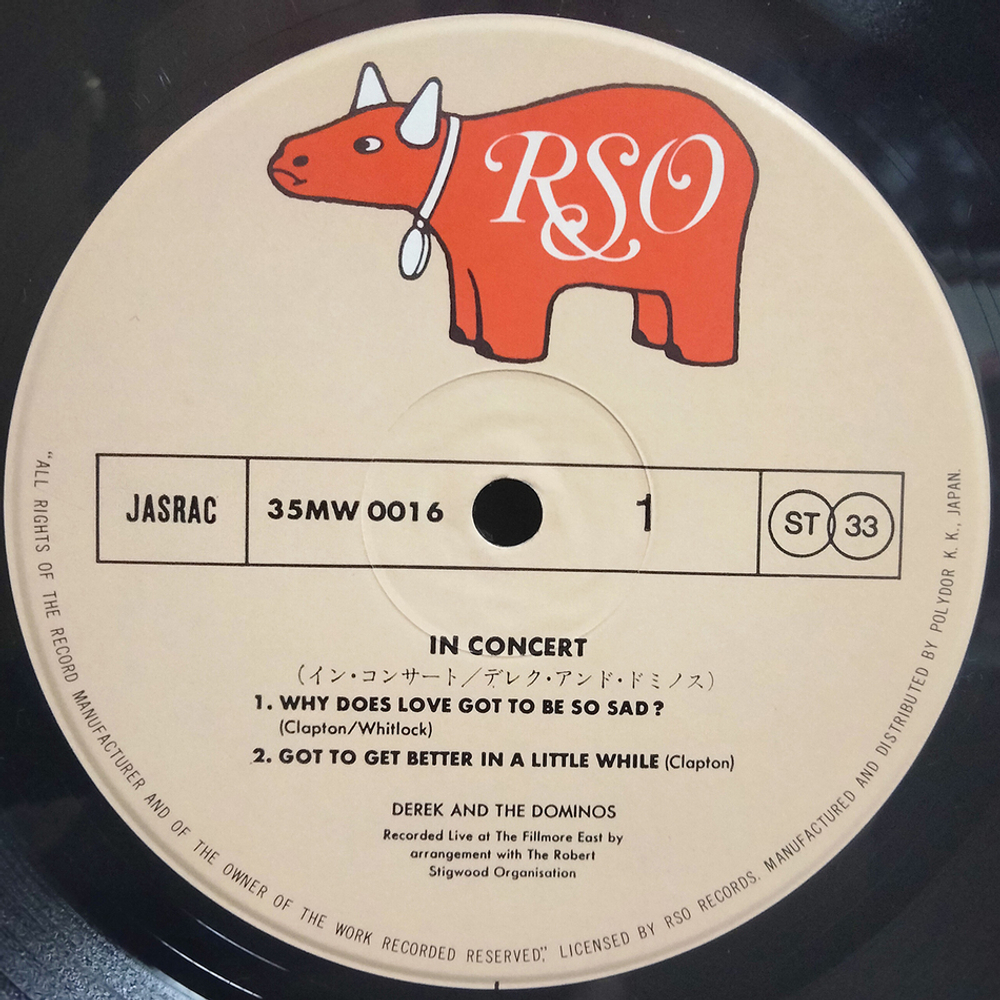 RSO
JASRAC
35MW 0016
1
ST 33
IN CONCERT
(イン・コンサート/デレク・アンド・ドミノス)
1. WHY DOES LOVE GOT TO BE SO SAD?
(Clapton/Whitlock)
2. GOT TO GET BETTER IN A LITTLE WHILE (Clapton)
DEREK AND THE DOMINOS
Recorded Live at The Fillmore East by
arrangement with The Robert
Stigwood Organisation
"ALL RIGHTS OF THE RECORD MANUFACTURER AND OF THE OWNER OF THE WORK RECORDED RESERVED." LICENSED BY RSO RECORDS. MANUFACTURED AND DISTRIBUTED BY POLYDOR K. K., JAPAN.